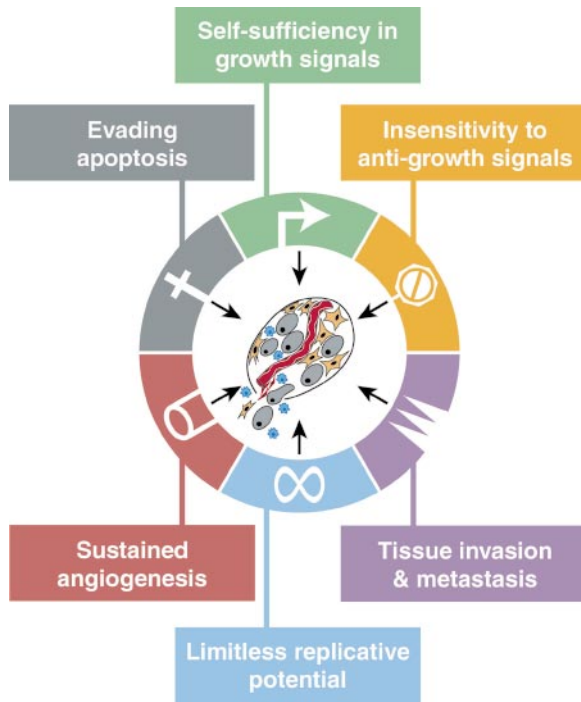 Self-sufficiency in
growth signals
Evading
apoptosis
Insensitivity to
anti-growth signals
Sustained
angiogenesis
Tissue invasion
& metastasis
Limitless replicative
potential